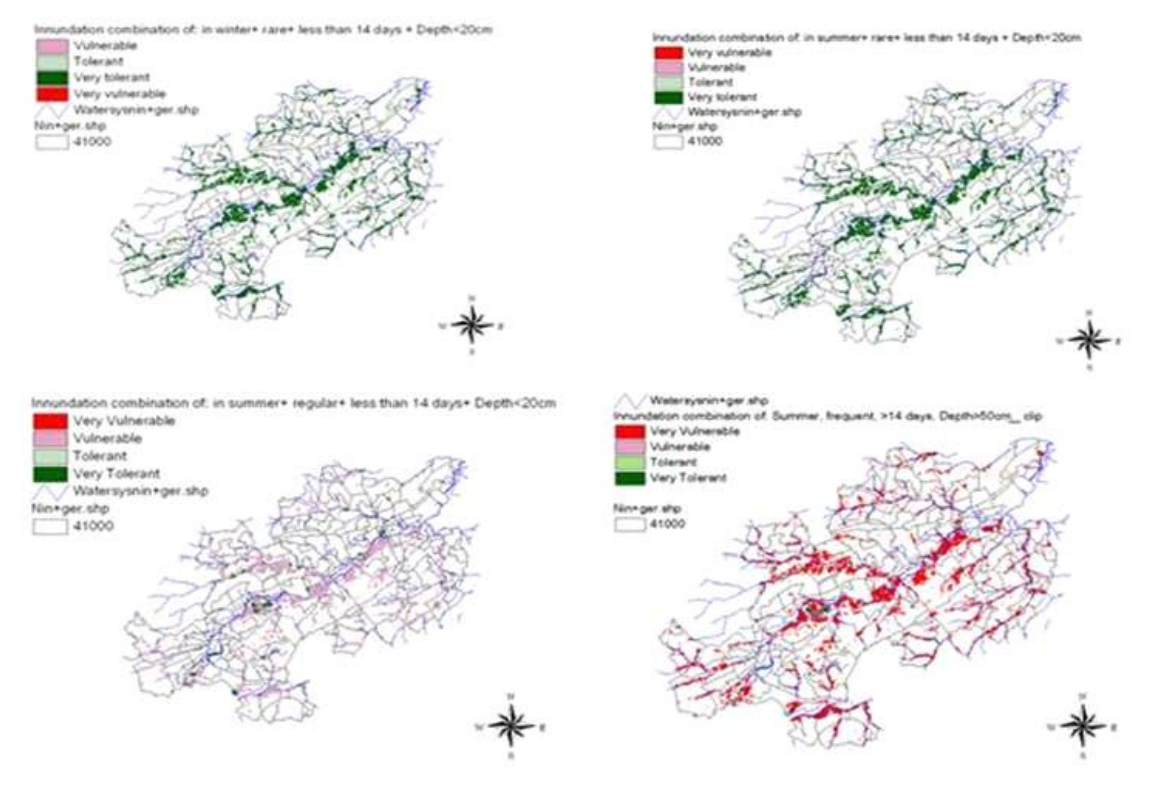 Innundation combination of: in winter+ rare+ less than 14 days + Depth<20cm
Vulnerable
Tolerant
Very tolerant
Very vulnerable
Watersysnin+ger.shp
Nin+ger.shp
41000
Innundation combination of: in summer+ rare+ less than 14 days + Depth<20cm
Very vulnerable
Vulnerable
Tolerant
Very tolerant
Watersysnin+ger.shp
Nin+ger.shp
41000
Innundation combination of: in summer+ regular+ less than 14 days+ Depth<20cm
Very Vulnerable
Vulnerable
Tolerant
Very Tolerant
Watersysnin+ger.shp
Nin+ger.shp
41000
Watersysnin+ger.shp
Innundation combination of: Summer, frequent, >14 days, Depth>50cm__ clip
Very Vulnerable
Vulnerable
Tolerant
Very Tolerant
Nin+ger.shp
41000